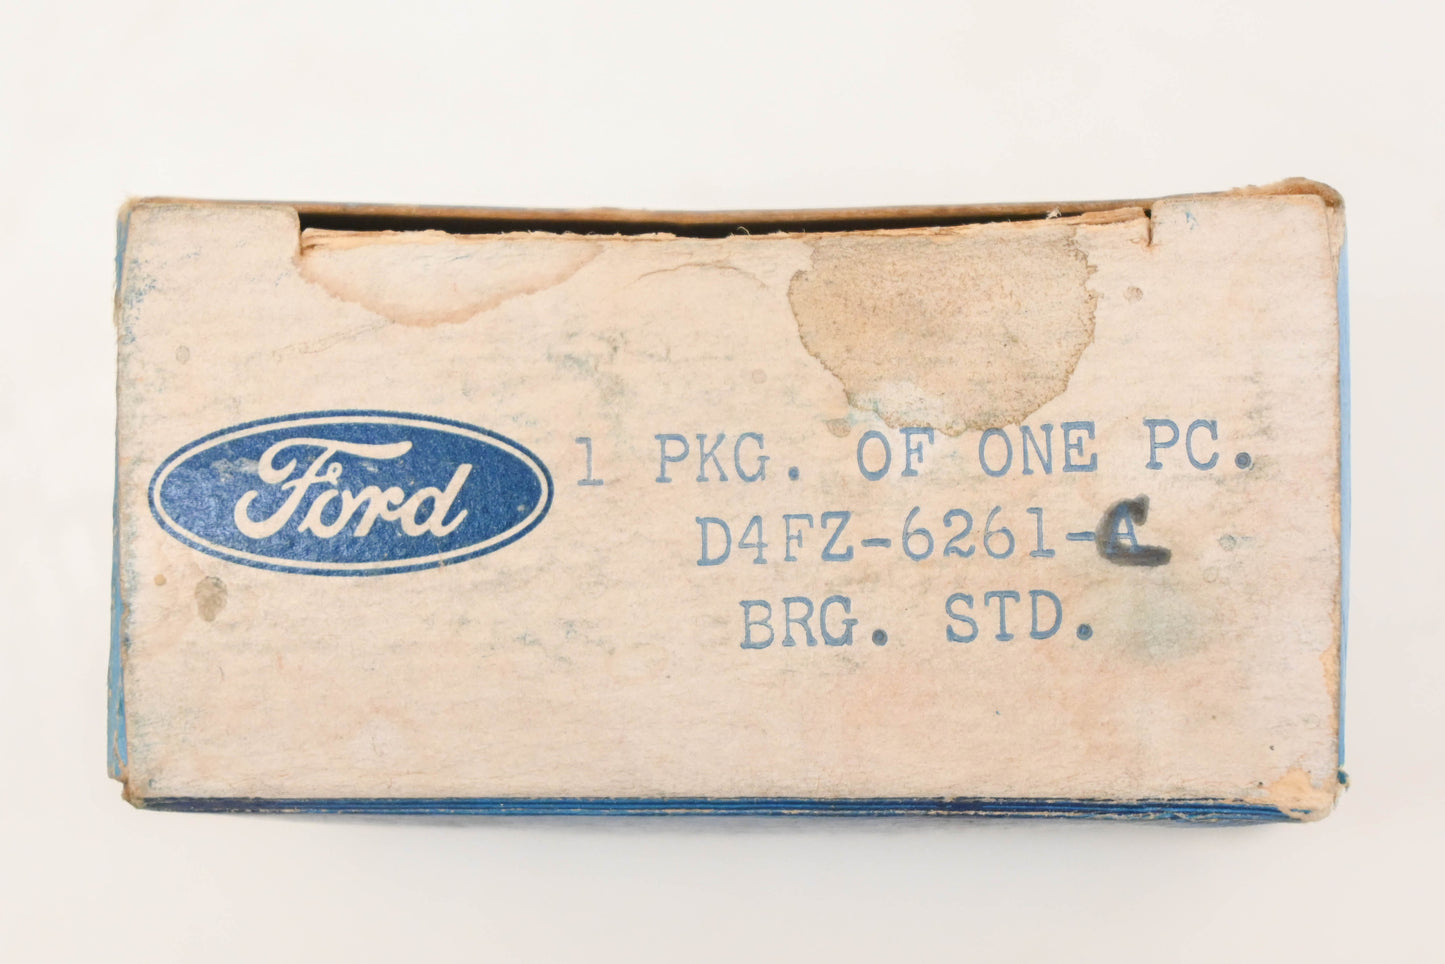 Ford
1 PKG. OF ONE PC.
D4FZ-6261-C
BRG. STD.